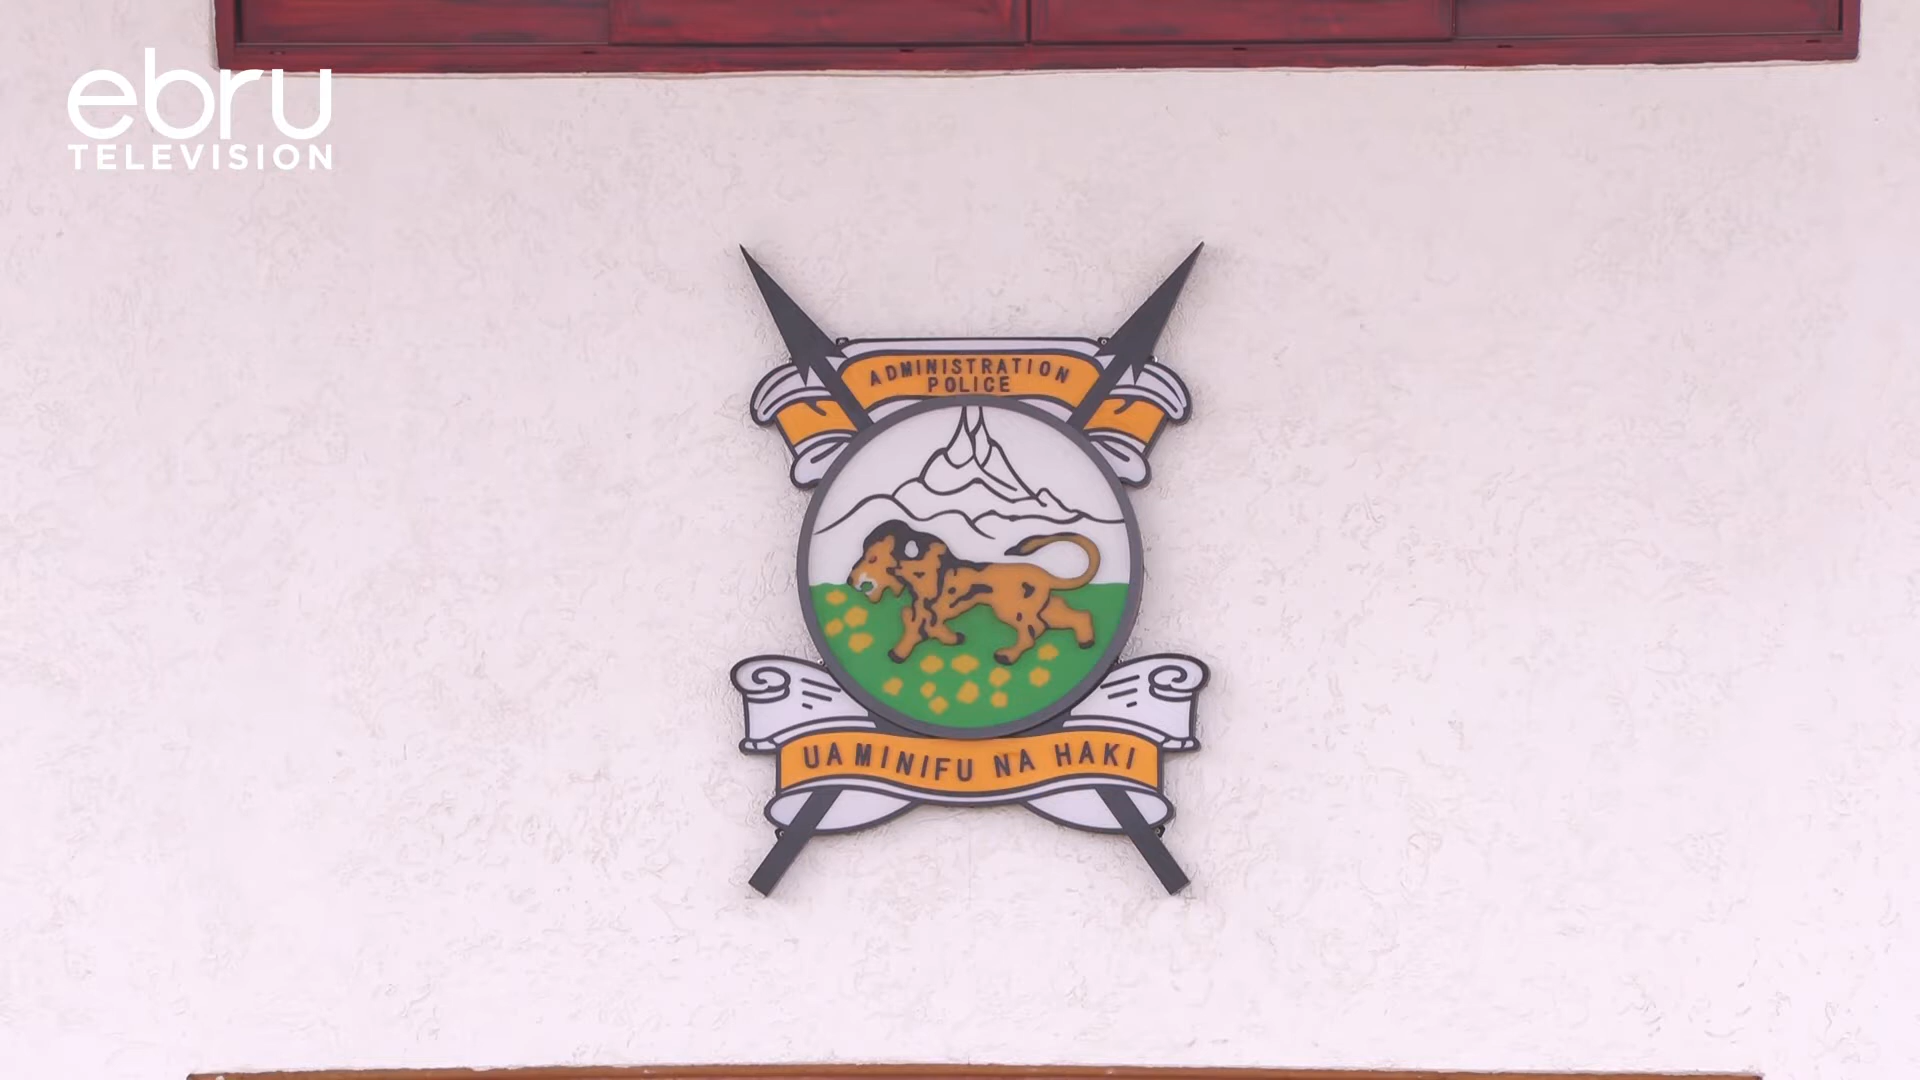 ebru
TELEVISION
ADMINISTRATION
POLICE
UAMINIFU NA HAKI